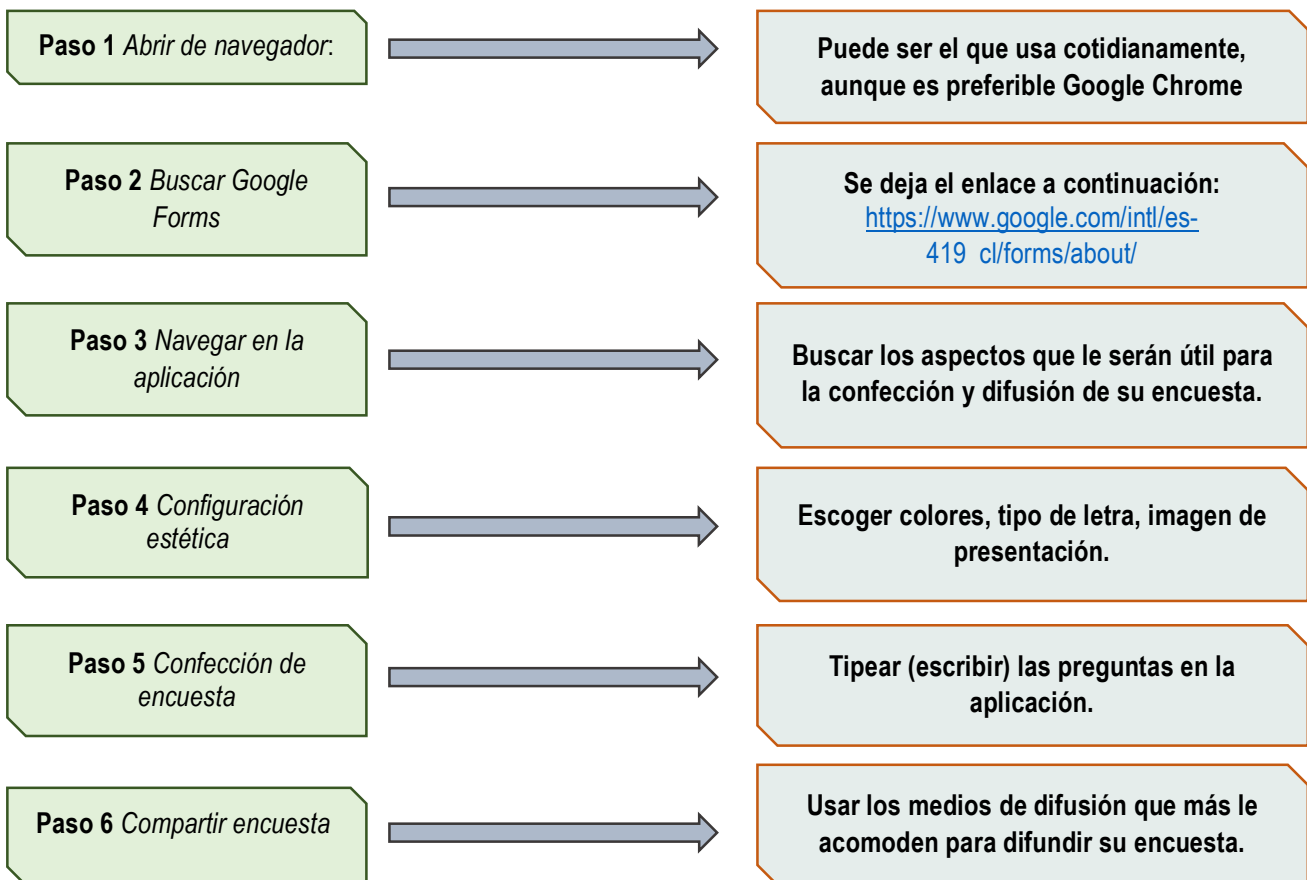 Paso 1 Abrir de navegador:
Puede ser el que usa cotidianamente,
aunque es preferible Google Chrome
Paso 2 Buscar Google
Forms
Se deja el enlace a continuación:
https://www.google.com/intl/es-
419_cl/forms/about/
Paso 3 Navegar en la
aplicación
Buscar los aspectos que le serán útil para
la confección y difusión de su encuesta.
Paso 4 Configuración
estética
Escoger colores, tipo de letra, imagen de
presentación.
Paso 5 Confección de
encuesta
Tipear (escribir) las preguntas en la
aplicación.
Paso 6 Compartir encuesta
Usar los medios de difusión que más le
acomoden para difundir su encuesta.